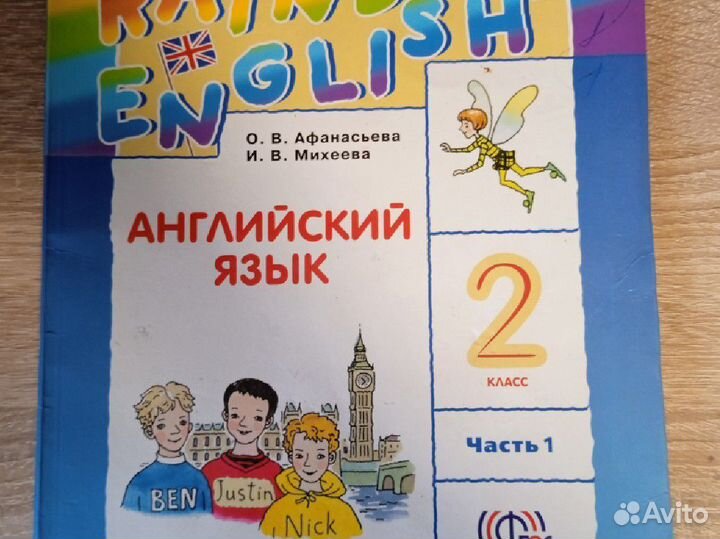 ENGLISH
О. В. Афанасьева
И. В. Михеева
АНГЛИЙСКИЙ
ЯЗЫК
2
КЛАСС
Часть 1
BEN
Justin
Nick
Avito